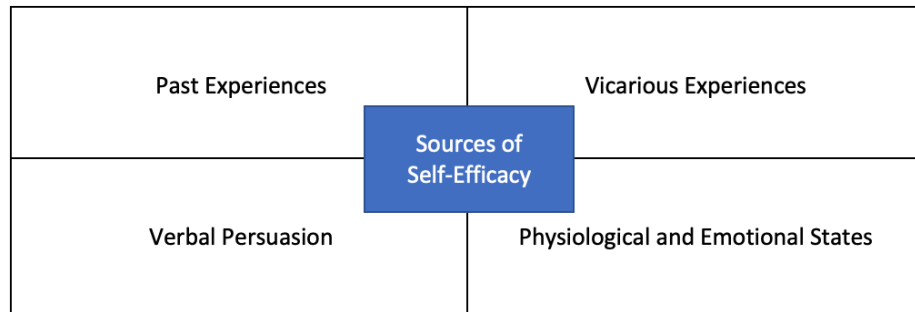 Past Experiences
Vicarious Experiences
Sources of
Self-Efficacy
Verbal Persuasion
Physiological and Emotional States